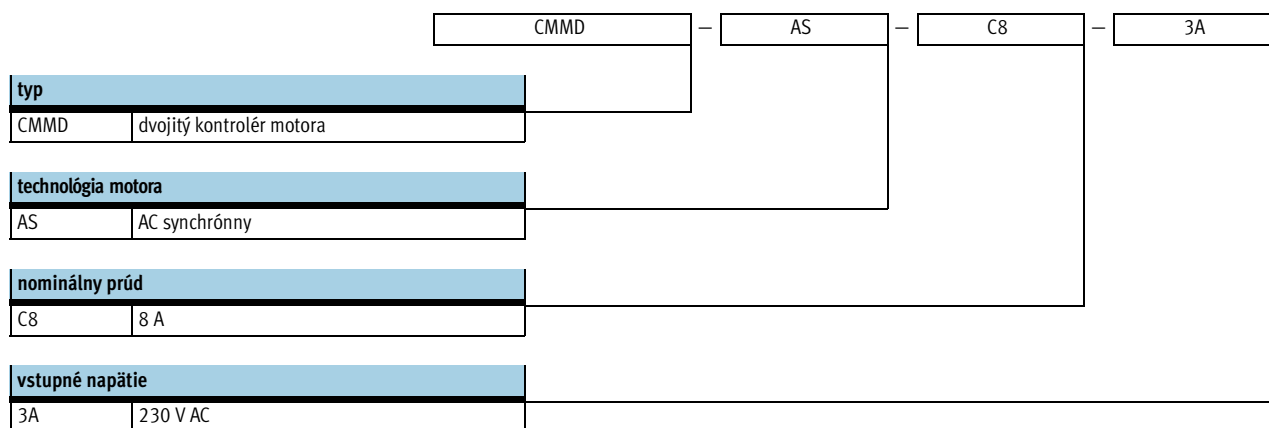 CMMD – AS – C8 – 3A
typ
CMMD dvojitý kontrolér motora
technológia motora
AS AC synchrónny
nominálny prúd
C8 8 A
vstupné napätie
3A 230 V AC